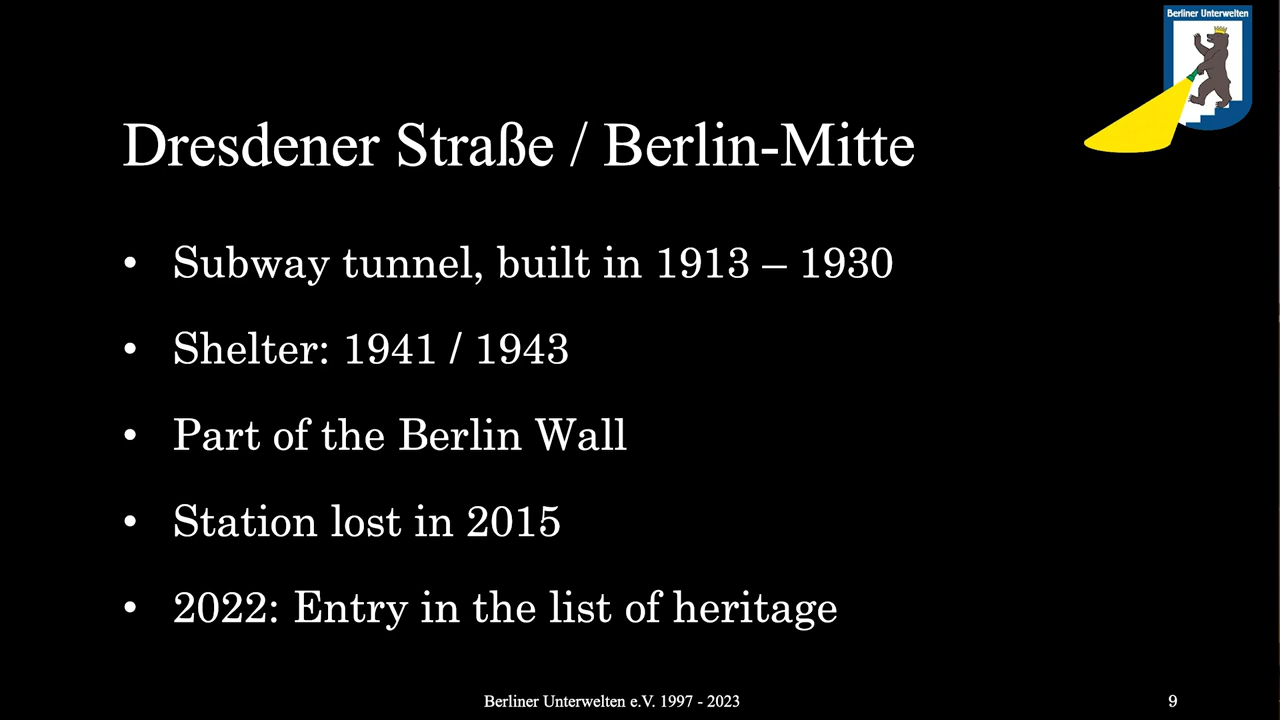 Berliner Unterwelten
Dresdener Straße / Berlin-Mitte
• Subway tunnel, built in 1913 – 1930
• Shelter: 1941 / 1943
• Part of the Berlin Wall
• Station lost in 2015
• 2022: Entry in the list of heritage
Berliner Unterwelten e.V. 1997 - 2023
9